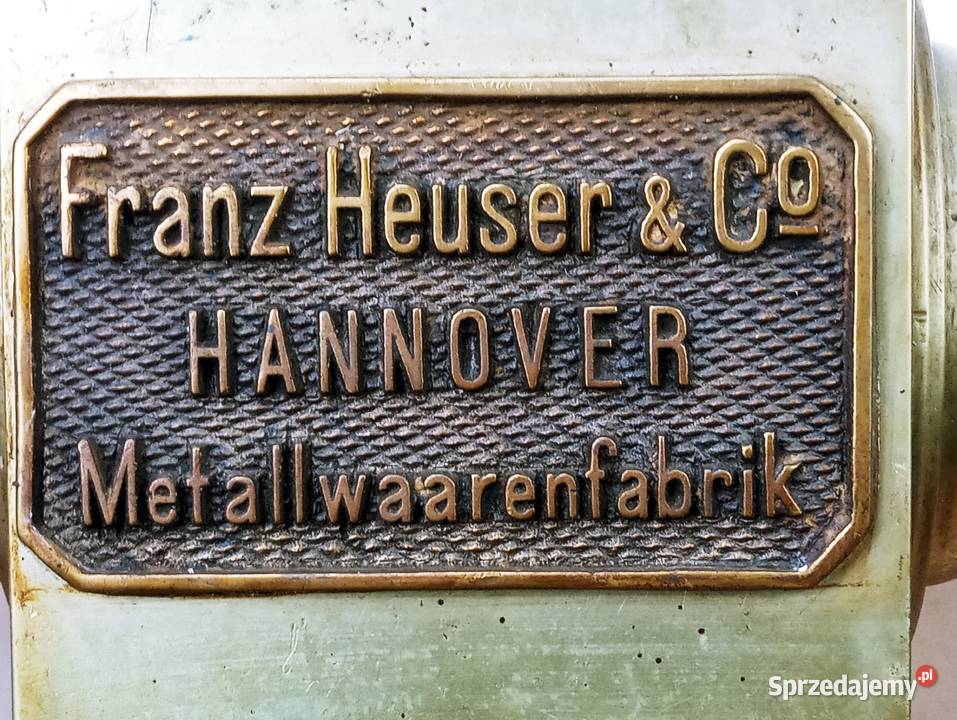 Franz Heuser & Co
HANNOVER
Metallwaarenfabrik
Sprzedajemy.pl